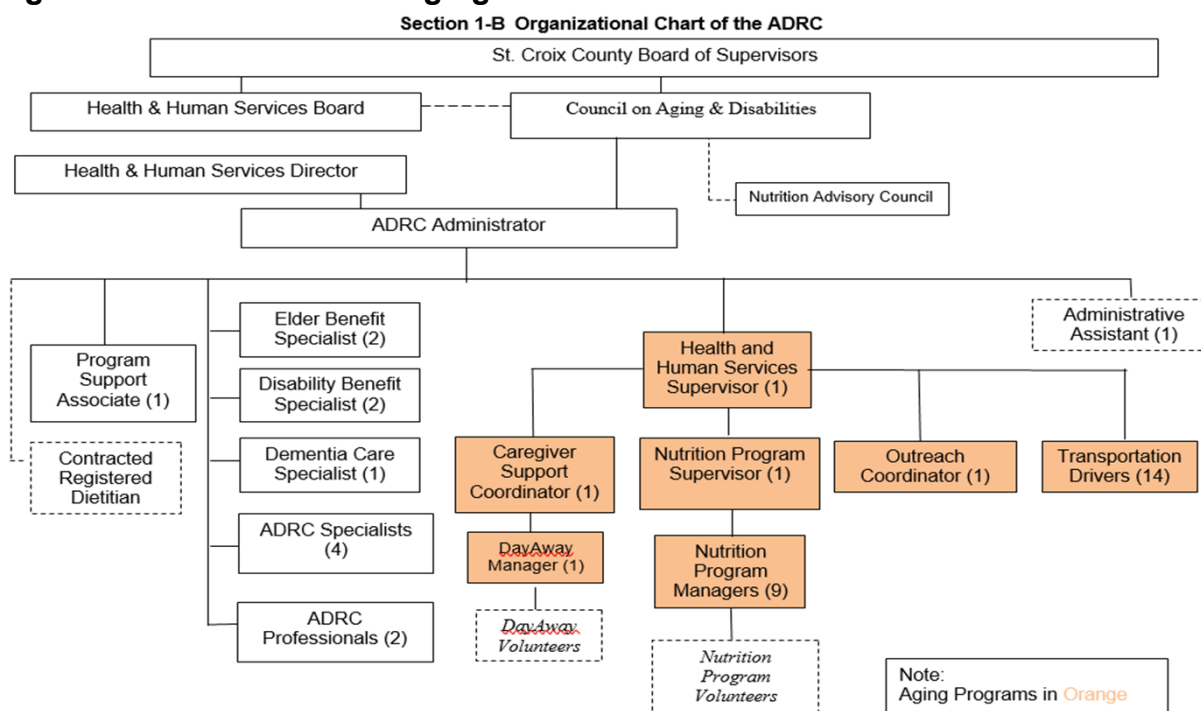 Section 1-B Organizational Chart of the ADRC
St. Croix County Board of Supervisors
Health & Human Services Board
Council on Aging & Disabilities
Health & Human Services Director
Nutrition Advisory Council
ADRC Administrator
Program
Support
Associate (1)
Contracted
Registered
Dietitian
Elder Benefit
Specialist (2)
Disability Benefit
Specialist (2)
Dementia Care
Specialist (1)
ADRC Specialists
(4)
ADRC
Professionals (2)
Health and
Human Services
Supervisor (1)
Administrative
Assistant (1)
Caregiver
Support
Coordinator (1)
Nutrition Program
Supervisor (1)
Outreach
Coordinator (1)
Transportation
Drivers (14)
DayAway
Manager (1)
Nutrition
Program
Managers (9)
DayAway
Volunteers
Nutrition
Program
Volunteers
Note:
Aging Programs in Orange